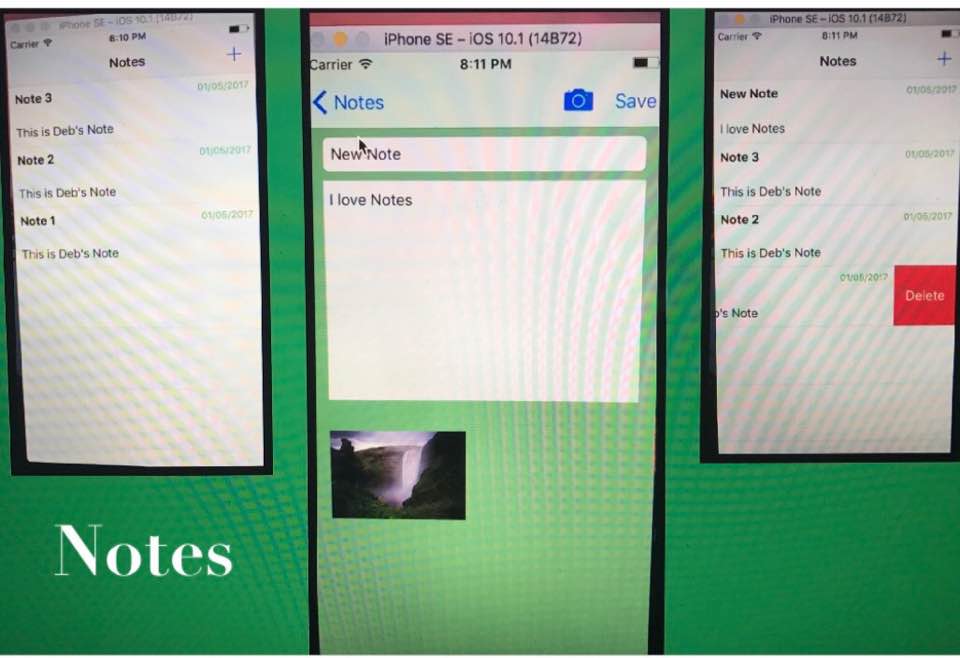 iPhone SE – iOS 10.1 (14B72)
Carrier
8:10 PM
Notes
+
Note 3
01/05/2017
This is Deb's Note
Note 2
01/05/2017
This is Deb's Note
Note 1
01/05/2017
This is Deb's Note
iPhone SE – iOS 10.1 (14B72)
Carrier
8:11 PM
Notes
Save
New Note
I love Notes
iPhone SE – iOS 10.1 (14B72)
Carrier
8:11 PM
Notes
+
New Note
01/05/2017
I love Notes
Note 3
01/05/2017
This is Deb's Note
Note 2
01/05/2017
This is Deb's Note
01/05/2017
Delete
b's Note
Notes